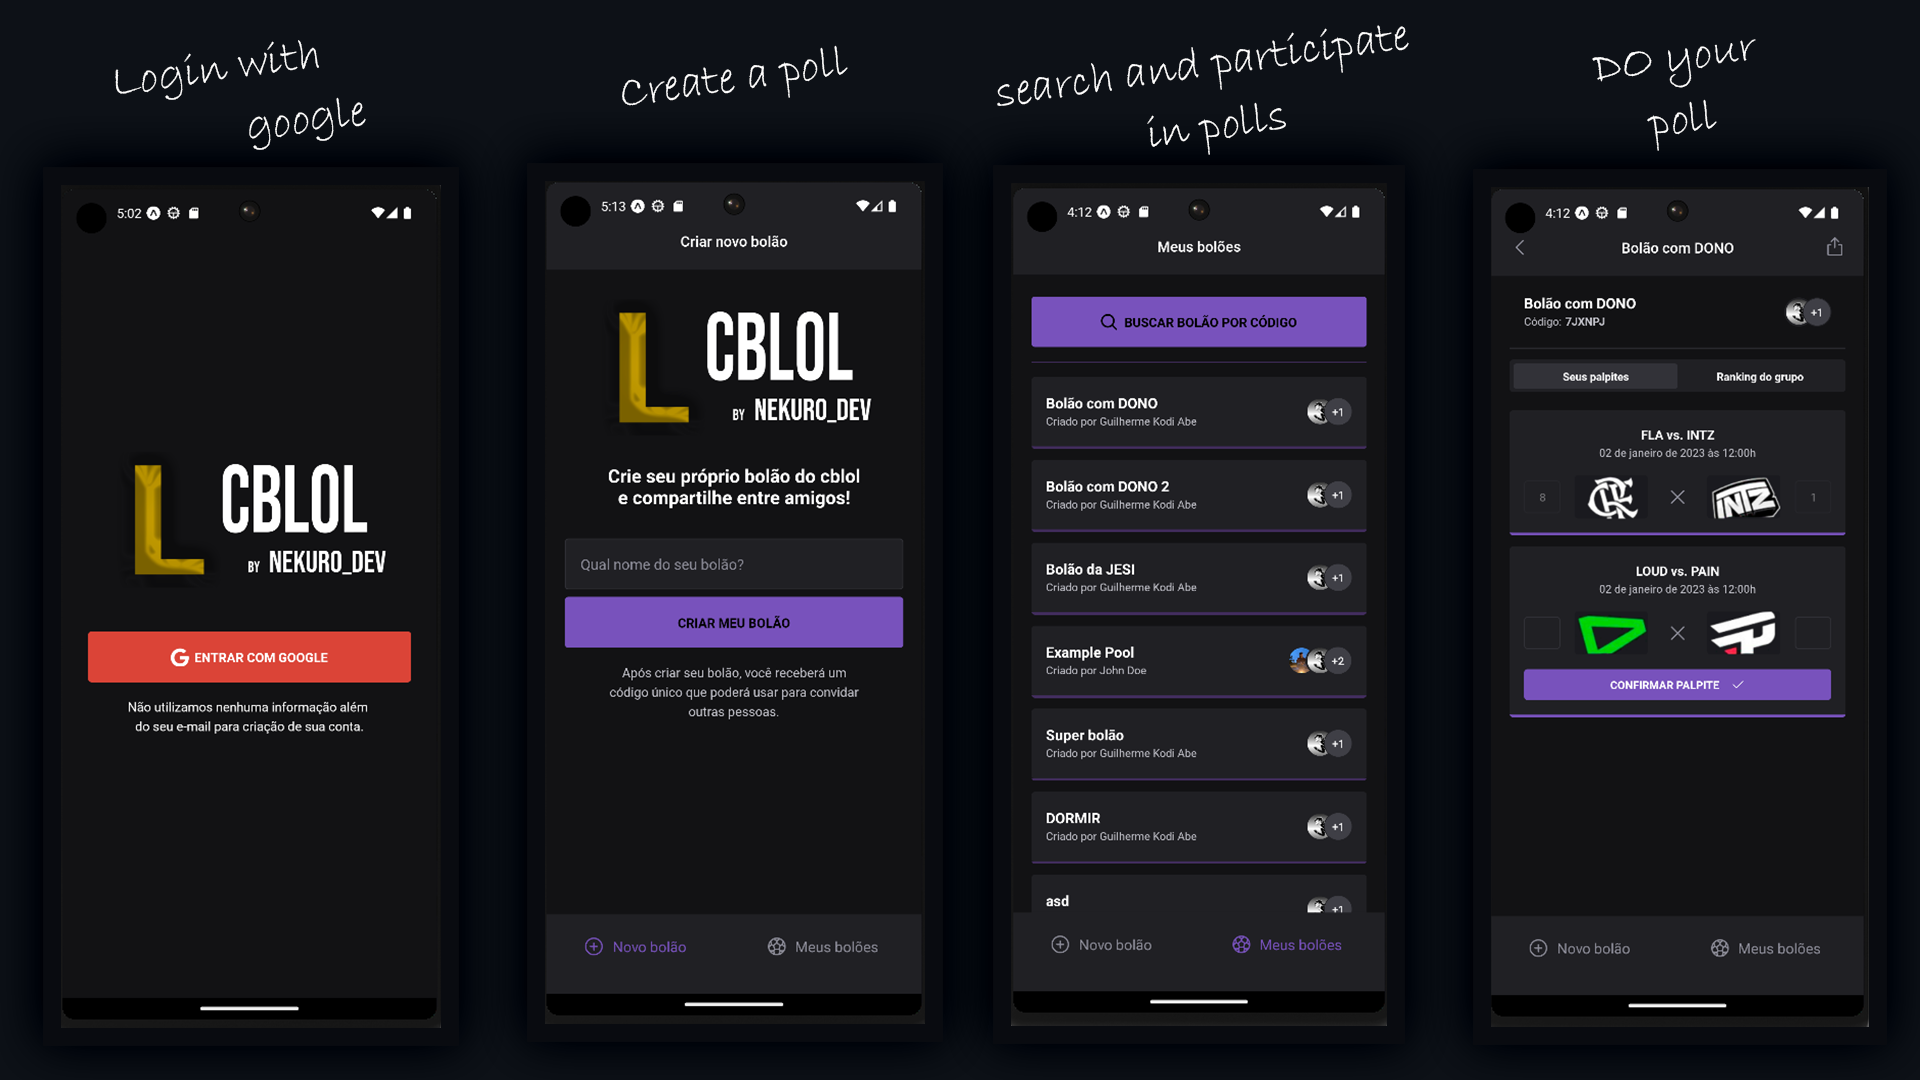 Login with
google
5:02
L CBLOL
BY NEKURO_DEV
G ENTRAR COM GOOGLE
Não utilizamos nenhuma informação além
do seu e-mail para criação de sua conta.
Create a poll
5:13
Criar novo bolão
L CBLOL
BY NEKURO_DEV
Crie seu próprio bolão do cblol
e compartilhe entre amigos!
Qual nome do seu bolão?
CRIAR MEU BOLÃO
Após criar seu bolão, você receberá um
código único que poderá usar para convidar
outras pessoas.
Novo bolão
Meus bolões
search and participate
in polls
4:12
Meus bolões
BUSCAR BOLÃO POR CÓDIGO
Bolão com DONO
Criado por Guilherme Kodi Abe
+1
Bolão com DONO 2
Criado por Guilherme Kodi Abe
+1
Bolão da JESI
Criado por Guilherme Kodi Abe
+1
Example Pool
Criado por John Doe
+2
Super bolão
Criado por Guilherme Kodi Abe
+1
DORMIR
Criado por Guilherme Kodi Abe
+1
asd
+1
Novo bolão
Meus bolões
DO your
poll
4:12
Bolão com DONO
Bolão com DONO
Código: 7JXNPJ
+1
Seus palpites
Ranking do grupo
FLA vs. INTZ
02 de janeiro de 2023 às 12:00h
8
INTZ
1
LOUD vs. PAIN
02 de janeiro de 2023 às 12:00h
CONFIRMAR PALPITE
Novo bolão
Meus bolões